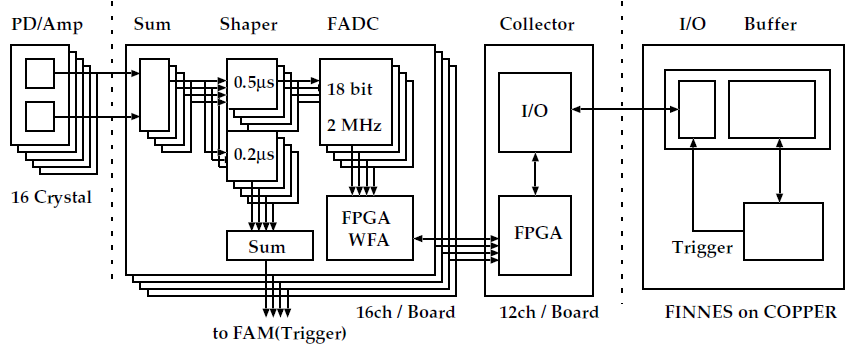 PD/Amp
Sum
Shaper
FADC
Collector
I/O
Buffer
0.5μs
18 bit
2 MHz
I/O
0.2μs
16 Crystal
FPGA
WFA
FPGA
Sum
Trigger
16ch / Board
12ch / Board
FINNES on COPPER
to FAM(Trigger)